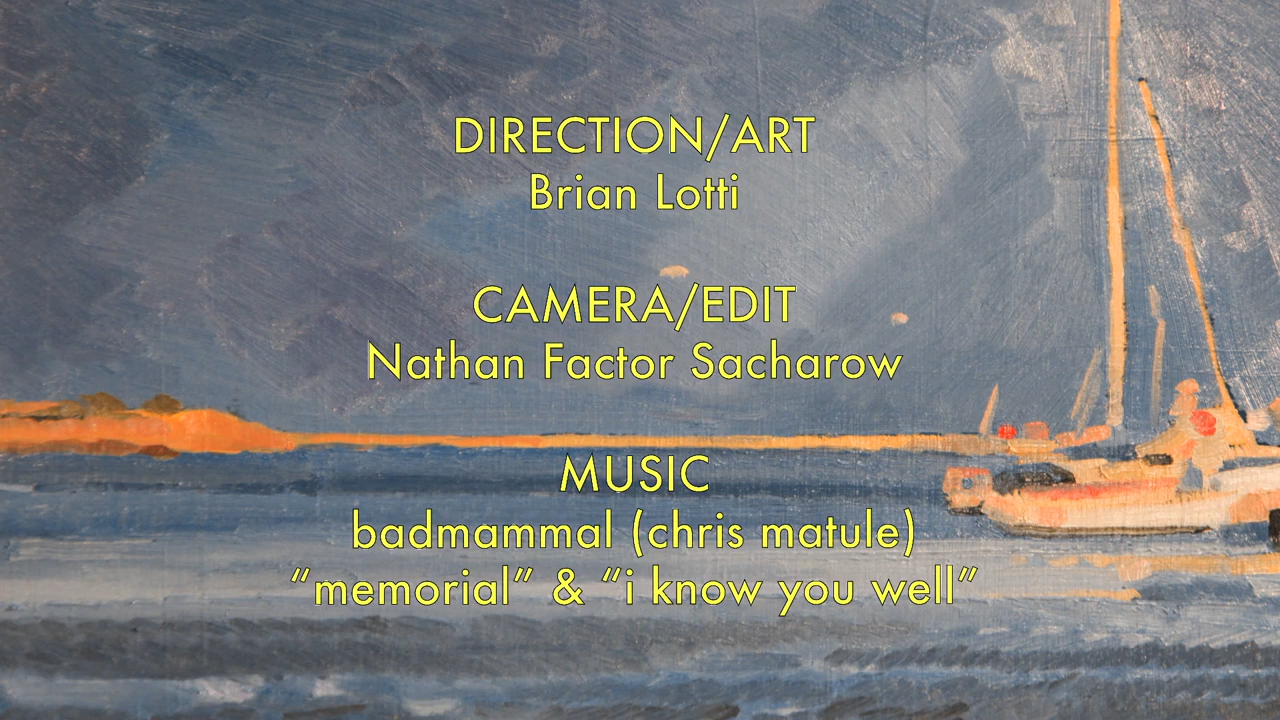 DIRECTION/ART
Brian Lotti
CAMERA/EDIT
Nathan Factor Sacharow
MUSIC
badmammal (chris matule)
“memorial” & “i know you well”